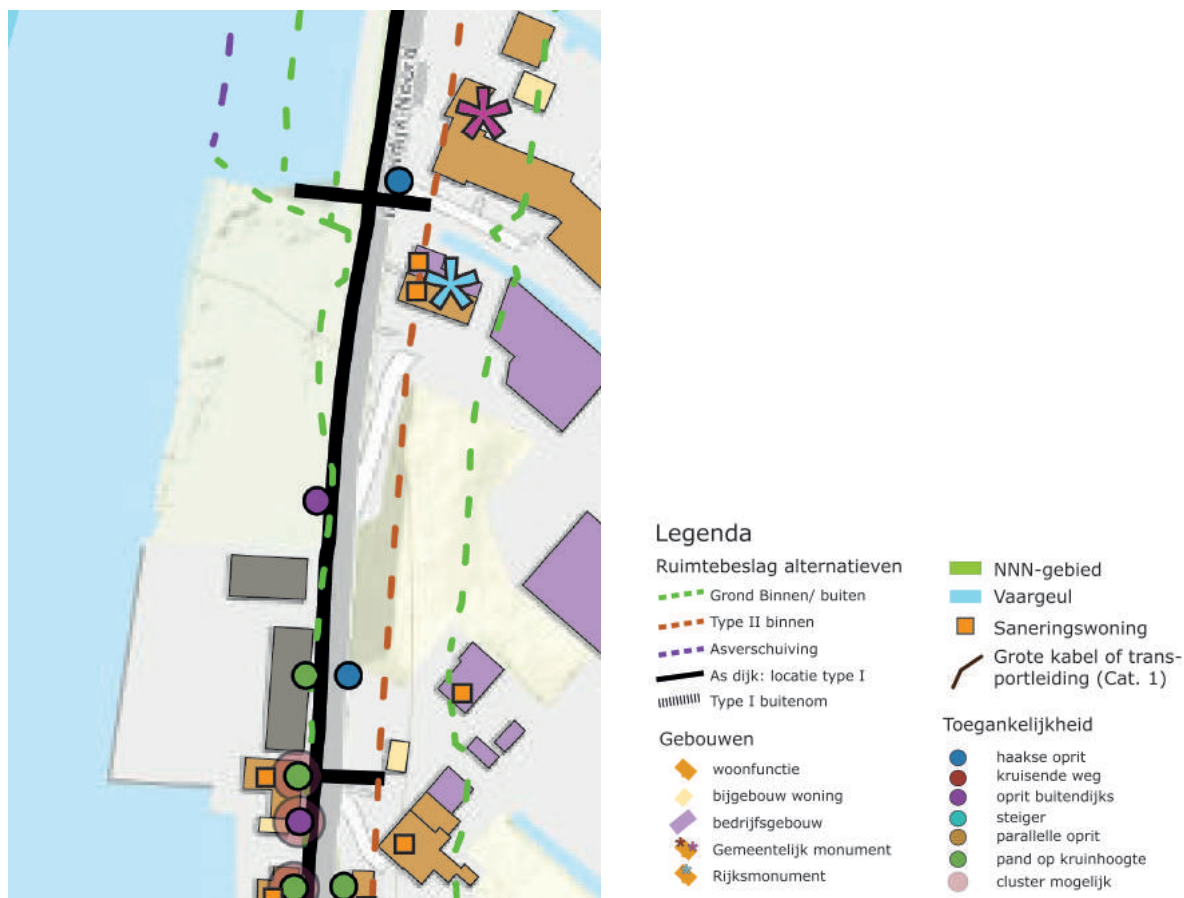 Noord
Legenda
Ruimtebeslag alternatieven
Grond Binnen/ buiten
Type II binnen
Asverschuiving
As dijk: locatie type I
Type I buitenom
Gebouwen
woonfunctie
bijgebouw woning
bedrijfsgebouw
Gemeentelijk monument
Rijksmonument
NNN-gebied
Vaargeul
Saneringswoning
Grote kabel of trans-
portleiding (Cat. 1)
Toegankelijkheid
haakse oprit
kruisende weg
oprit buitendijks
steiger
parallelle oprit
pand op kruinhoogte
cluster mogelijk